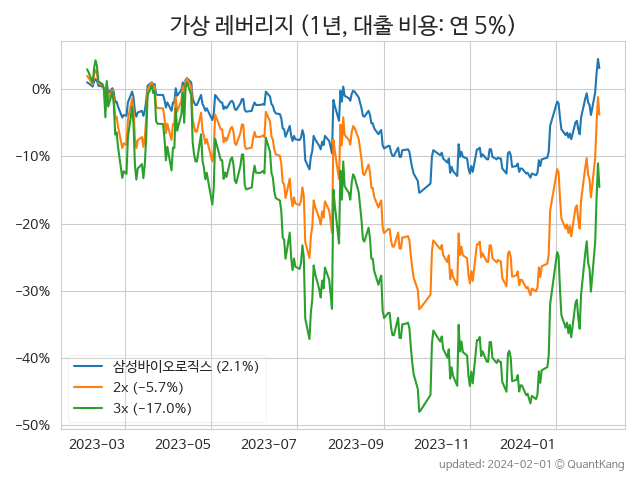 가상 레버리지 (1년, 대출 비용: 연 5%)
0%
−10%
−20%
−30%
−40%
−50%
삼성바이오로직스 (2.1%)
2x (−5.7%)
3x (−17.0%)
2023-03
2023-05
2023-07
2023-09
2023-11
2024-01
updated: 2024-02-01 © QuantKang